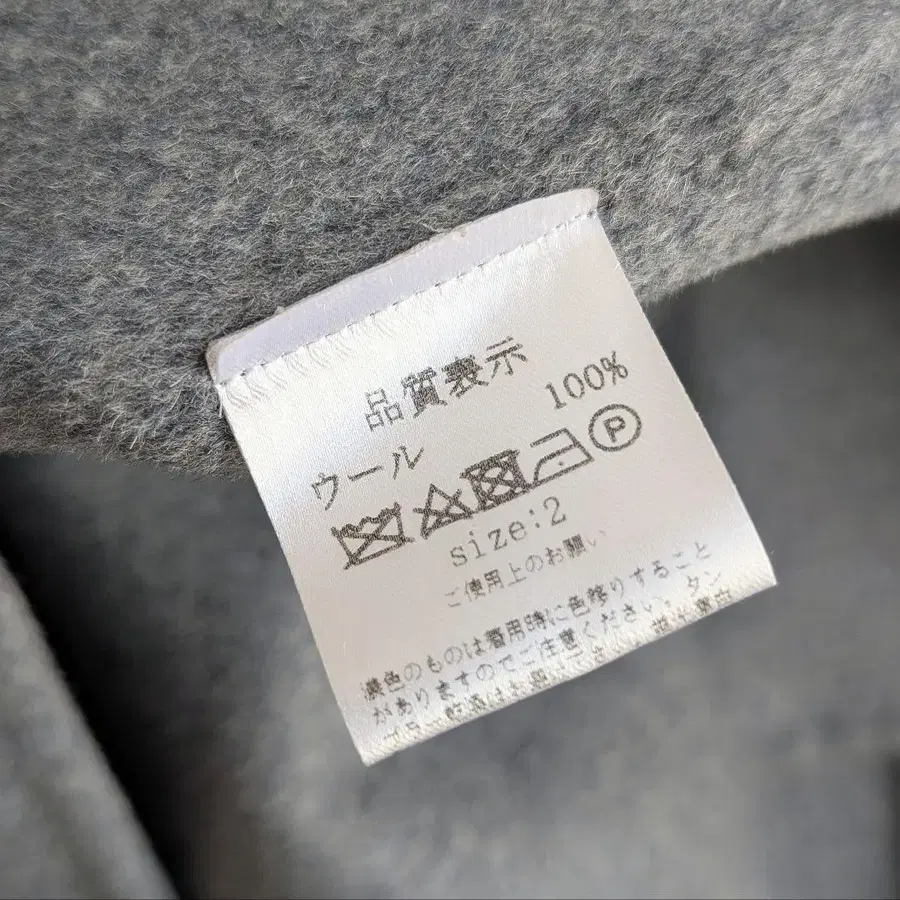 品質表示
ウール 100%
P
size:2
ご使用上のお願い
濃色のものは着用時に色移りすること
がありますのでご注意ください。タン